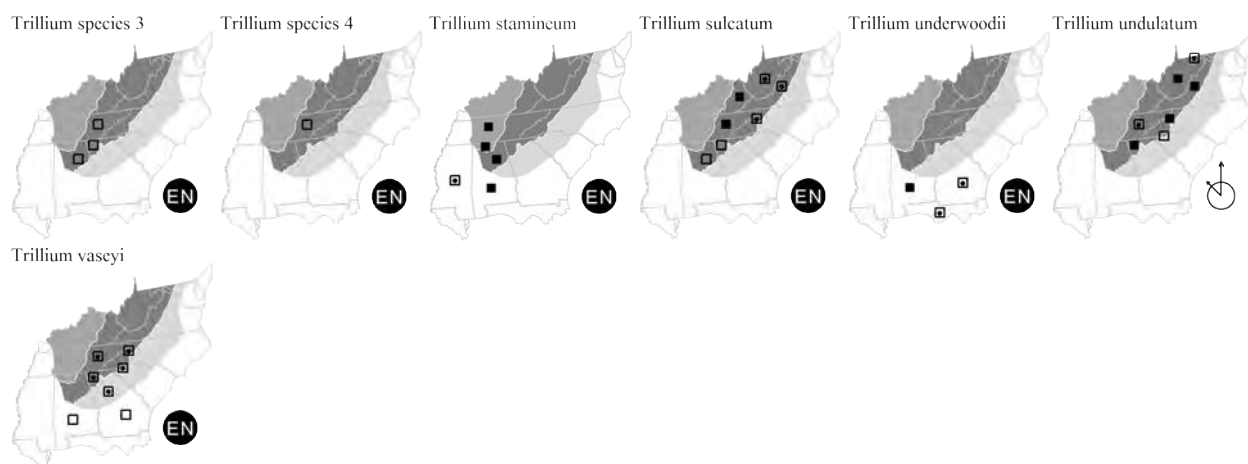 Trillium species 3
Trillium species 4
Trillium stamineum
Trillium sulcatum
Trillium underwoodii
Trillium undulatum
EN
EN
EN
EN
EN
Trillium vaseyi
EN